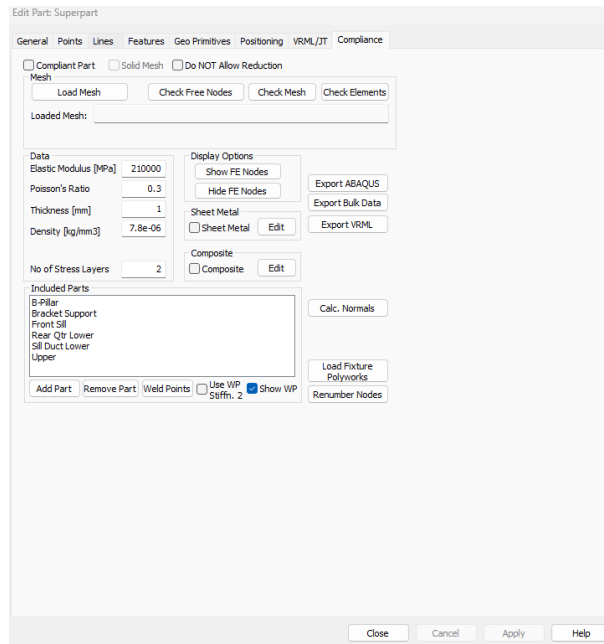 Edit Part: Superpart
General Points Lines Features Geo Primitives Positioning VRML/JT Compliance
Compliant Part Solid Mesh Do NOT Allow Reduction
Mesh
Load Mesh Check Free Nodes Check Mesh Check Elements
Loaded Mesh:
Data
Elastic Modulus [MPa] 210000
Poisson's Ratio 0.3
Thickness [mm] 1
Density [kg/mm3] 7.8e-06
No of Stress Layers 2
Display Options
Show FE Nodes
Hide FE Nodes
Sheet Metal
Sheet Metal Edit
Composite
Composite Edit
Export ABAQUS
Export Bulk Data
Export VRML
Included Parts
B-Pillar
Bracket Support
Front Sill
Rear Qtr Lower
Sill Duct Lower
Upper
Add Part Remove Part Weld Points Use WP
Stiffn. 2 Show WP
Calc. Normals
Load Fixture
Polyworks
Renumber Nodes
Close Cancel Apply Help